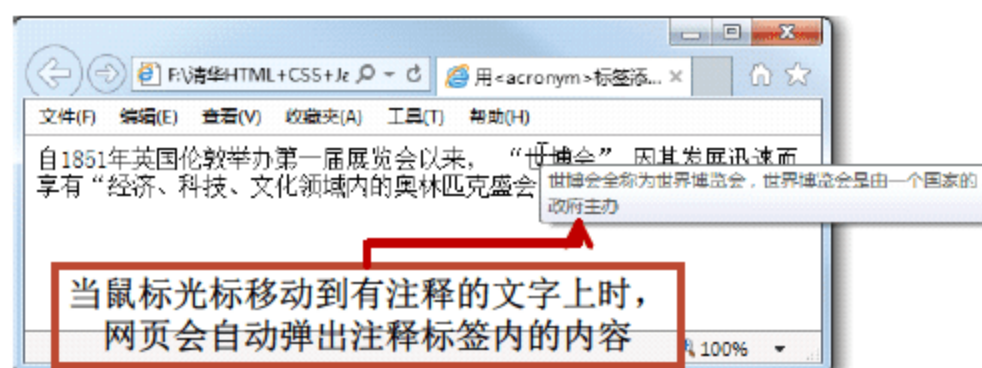 F:\清华HTML+CSS+Ja
用<acronym>标签添...
文件(F) 编辑(E) 查看(V) 收藏夹(A) 工具(T) 帮助(H)
自1851年英国伦敦举办第一届展览会以来，“世博会”因其发展迅速而
享有“经济、科技、文化领域内的奥林匹克盛会
世博会全称为世界博览会，世界博览会是由一个国家的
政府主办
当鼠标光标移动到有注释的文字上时，
网页会自动弹出注释标签内的内容
100%